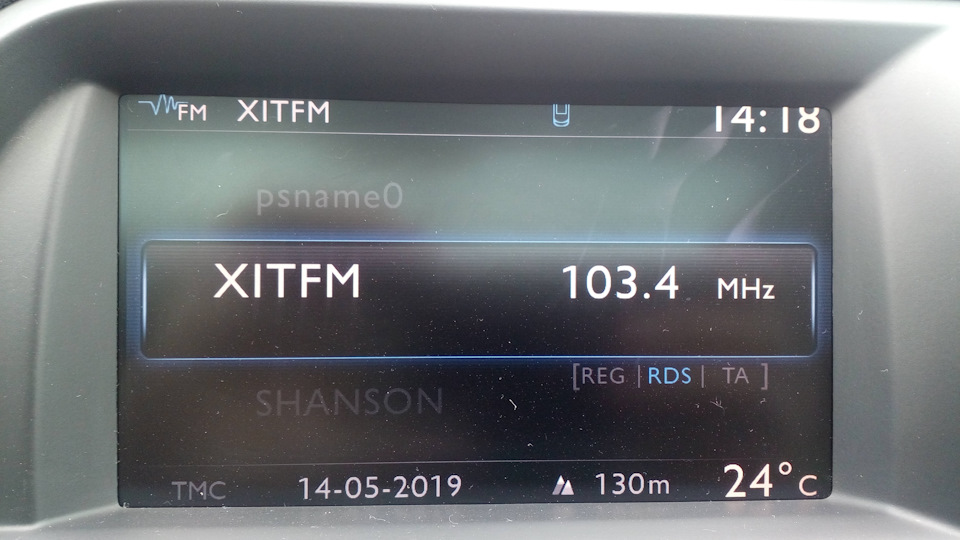 FM XITFM 14:18
psname0
XITFM 103.4 MHz
[REG | RDS | TA ]
SHANSON
TMC 14-05-2019 130m 24°C